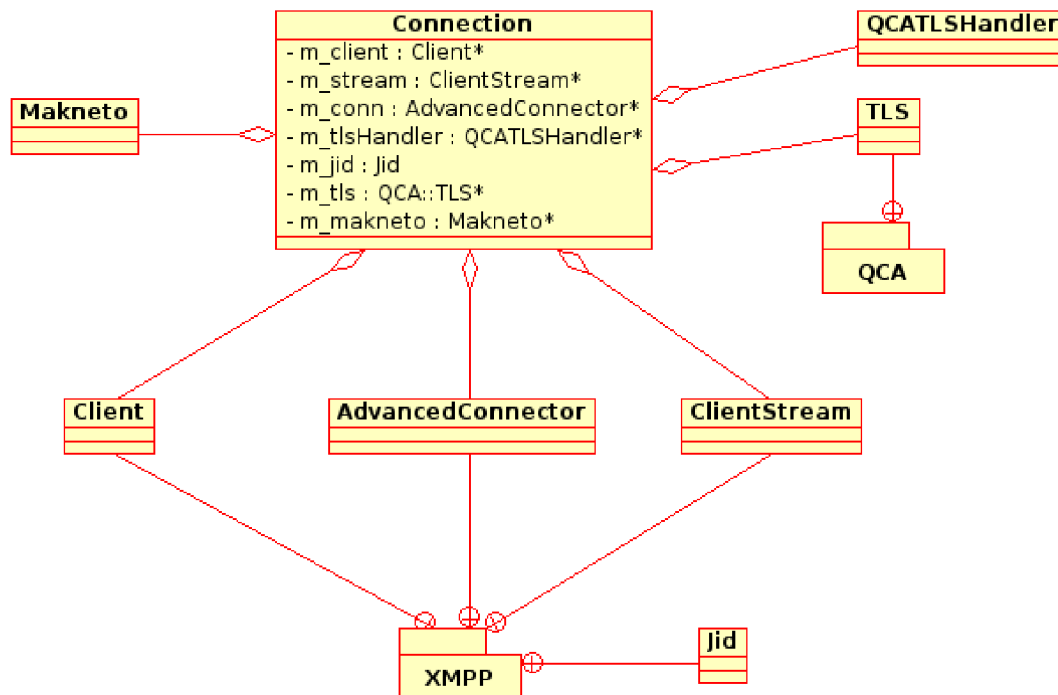 Connection
- m_client : Client*
- m_stream : ClientStream*
- m_conn : AdvancedConnector*
- m_tlsHandler : QCATLSHandler*
- m_jid : Jid
- m_tls : QCA::TLS*
- m_makneto : Makneto*
QCATLSHandler
Makneto
TLS
QCA
Client
AdvancedConnector
ClientStream
XMPP
Jid